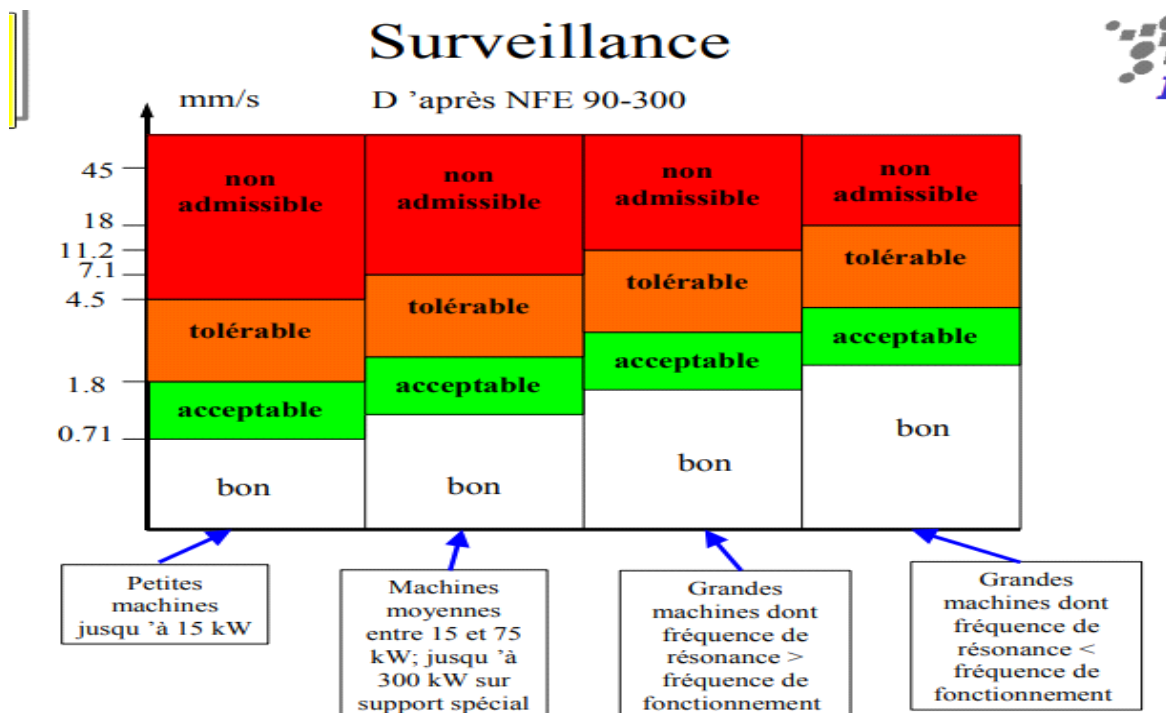 Surveillance
mm/s
D ’après NFE 90-300
45
18
11.2
7.1
4.5
1.8
0.71
non
admissible
tolérable
acceptable
bon
non
admissible
tolérable
acceptable
bon
non
admissible
tolérable
acceptable
bon
non
admissible
tolérable
acceptable
bon
Petites
machines
jusqu ’à 15 kW
Machines
moyennes
entre 15 et 75
kW; jusqu ’à
300 kW sur
support spécial
Grandes
machines dont
fréquence de
résonance >
fréquence de
fonctionnement
Grandes
machines dont
fréquence de
résonance <
fréquence de
fonctionnement